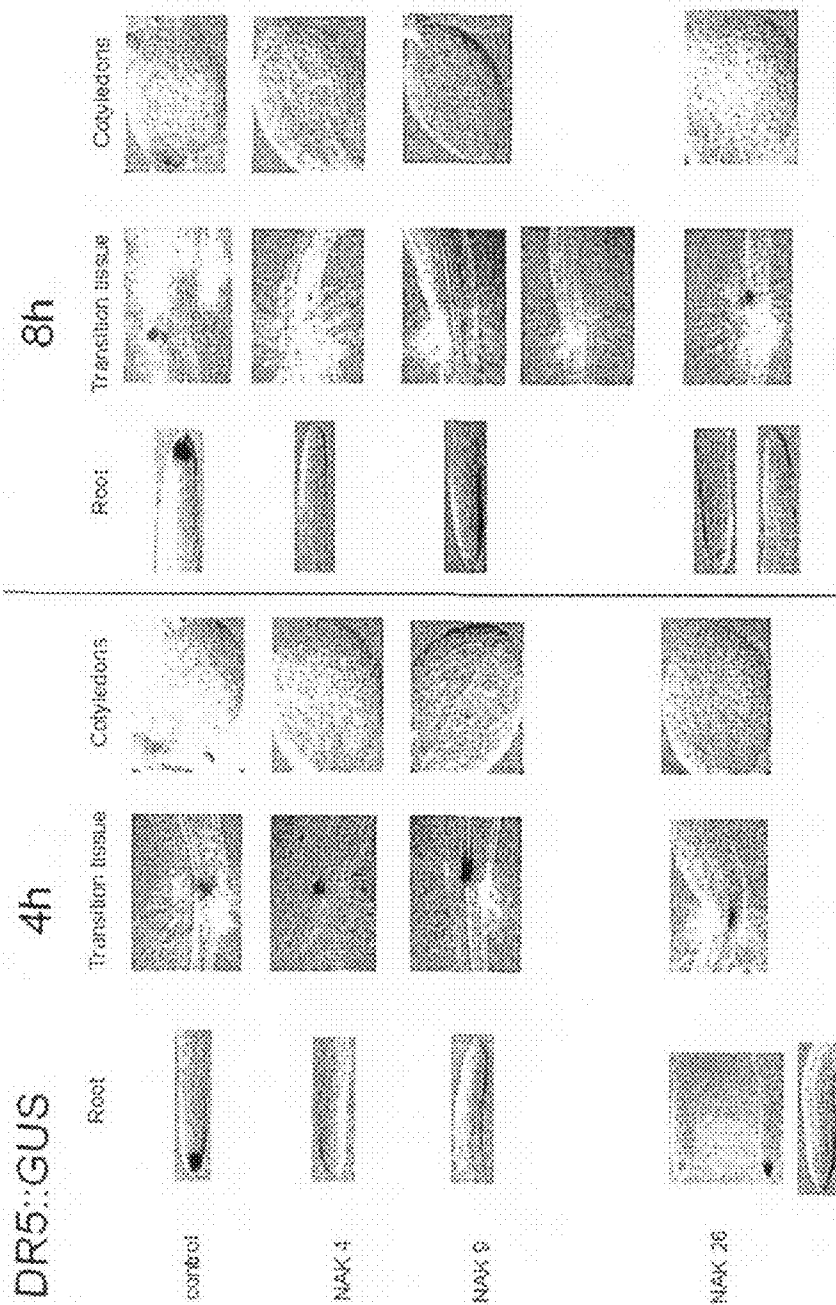 DR5::GUS
4h
8h
Root
Transition tissue
Cotyledons
Root
Transition tissue
Cotyledons
control
NAK 4
NAK 9
NAK 26